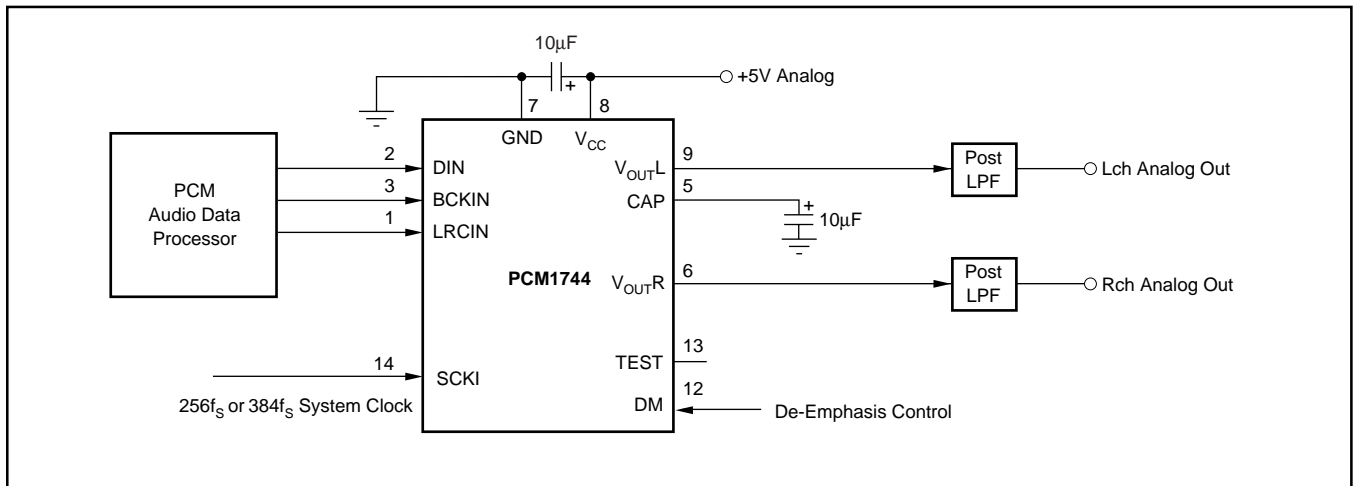 10μF
+
+5V Analog
7
8
GND
VCC
PCM
Audio Data
Processor
2
DIN
3
BCKIN
1
LRCIN
VOUTL
9
Post
LPF
Lch Analog Out
CAP
5
+
10μF
PCM1744
VOUTR
6
Post
LPF
Rch Analog Out
TEST
13
14
SCKI
256fS or 384fS System Clock
DM
12
De-Emphasis Control